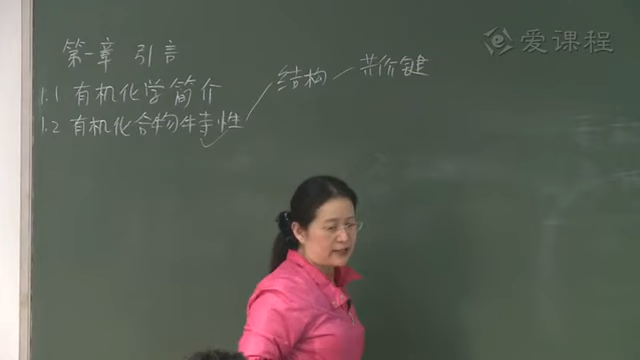 第一章 引言
1.1 有机化学简介
1.2 有机化合物特性
结构
共价键
爱课程